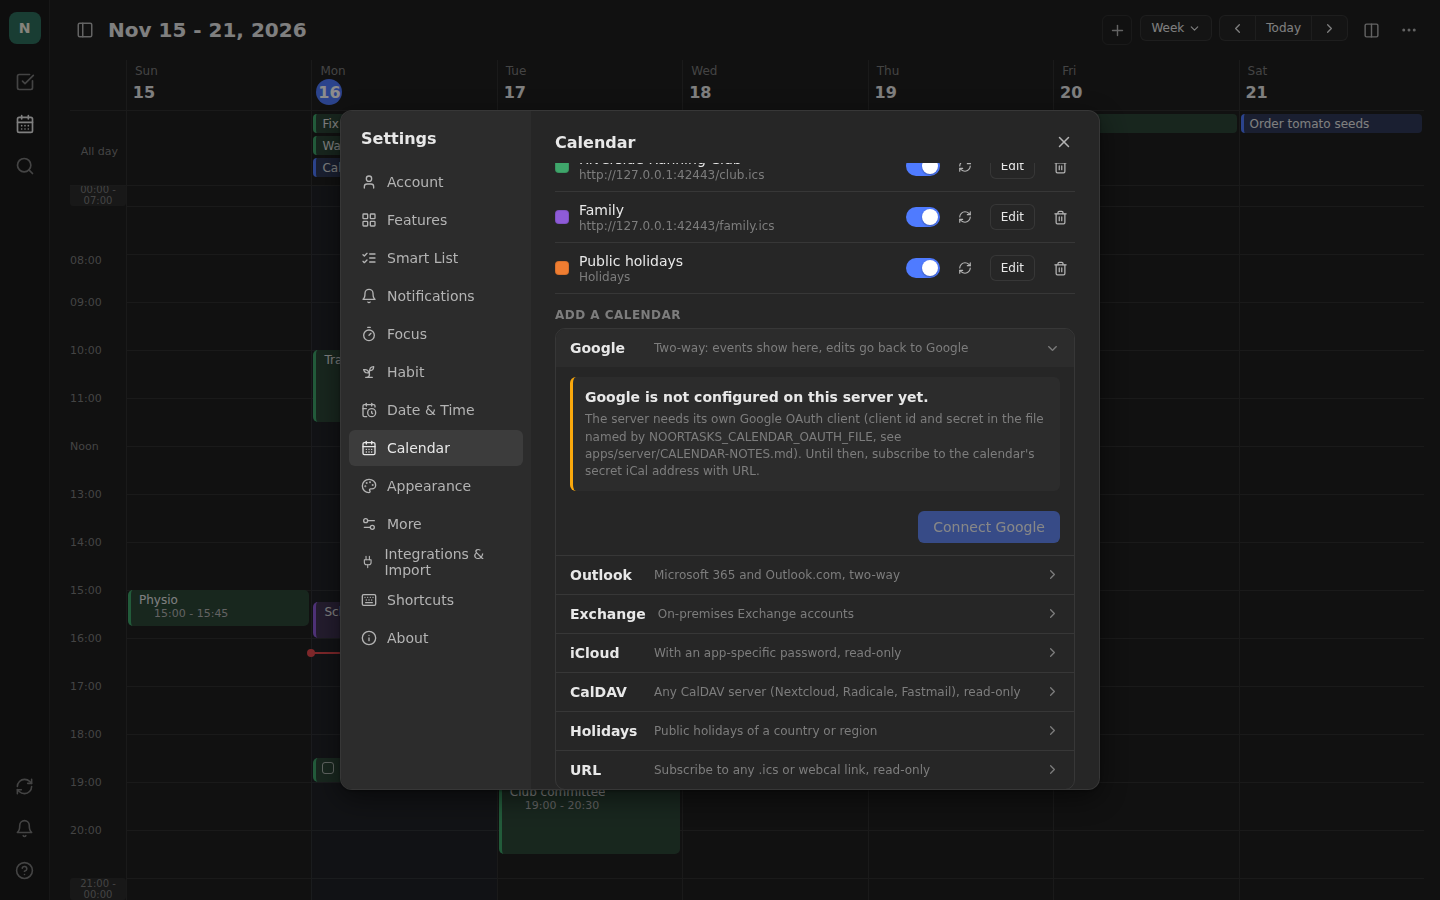 N
Nov 15 - 21, 2026
Week
Today
Sun
15
Mon
16
Tue
17
Wed
18
Thu
19
Fri
20
Sat
21
All day
Fix
Wa
Cal
Order tomato seeds
00:00 -
07:00
08:00
09:00
10:00
11:00
Noon
13:00
14:00
15:00
16:00
17:00
18:00
19:00
20:00
21:00 -
00:00
Tra
Physio
15:00 - 15:45
Sc
Club committee
19:00 - 20:30
Settings
Account
Features
Smart List
Notifications
Focus
Habit
Date & Time
Calendar
Appearance
More
Integrations &
Import
Shortcuts
About
Calendar
http://127.0.0.1:42443/club.ics
Edit
Family
http://127.0.0.1:42443/family.ics
Edit
Public holidays
Holidays
Edit
ADD A CALENDAR
Google Two-way: events show here, edits go back to Google
Google is not configured on this server yet.
The server needs its own Google OAuth client (client id and secret in the file
named by NOORTASKS_CALENDAR_OAUTH_FILE, see
apps/server/CALENDAR-NOTES.md). Until then, subscribe to the calendar's
secret iCal address with URL.
Connect Google
Outlook Microsoft 365 and Outlook.com, two-way
Exchange On-premises Exchange accounts
iCloud With an app-specific password, read-only
CalDAV Any CalDAV server (Nextcloud, Radicale, Fastmail), read-only
Holidays Public holidays of a country or region
URL Subscribe to any .ics or webcal link, read-only